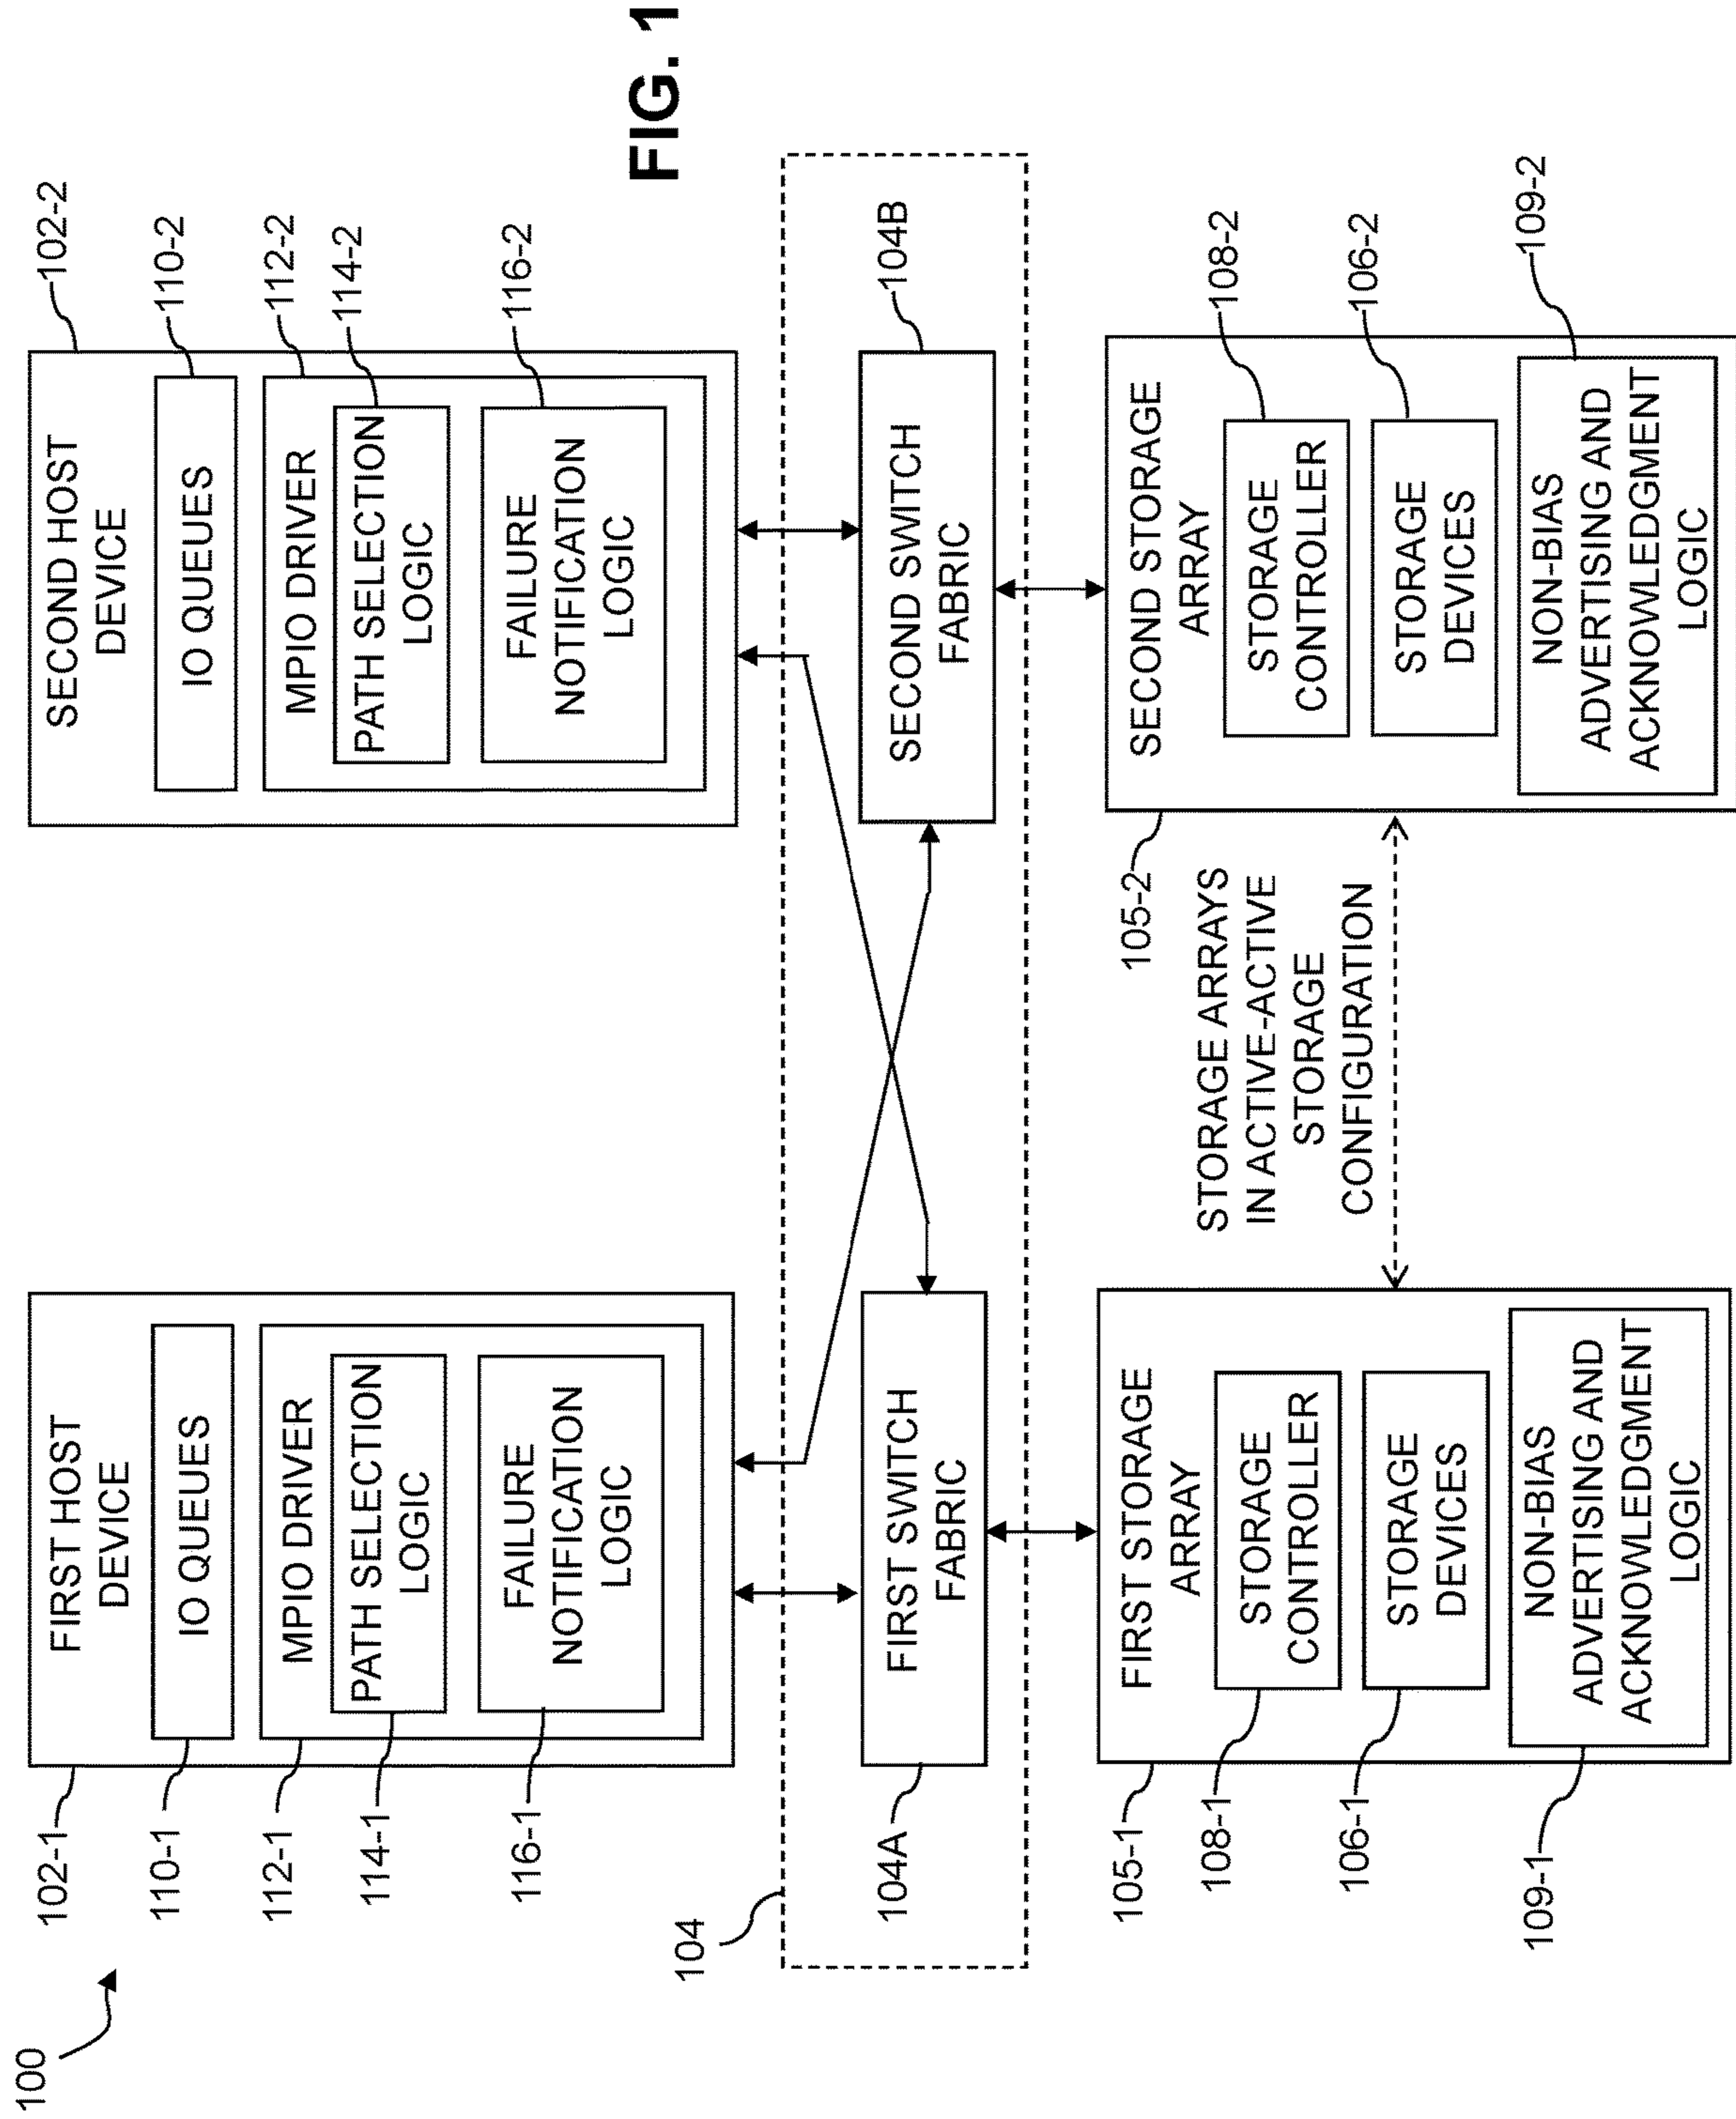 100
102-1
110-1
112-1
114-1
116-1
FIRST HOST
DEVICE
IO QUEUES
MPIO DRIVER
PATH SELECTION
LOGIC
FAILURE
NOTIFICATION
LOGIC
SECOND HOST
DEVICE
IO QUEUES
MPIO DRIVER
PATH SELECTION
LOGIC
FAILURE
NOTIFICATION
LOGIC
102-2
110-2
112-2
114-2
116-2
104
104A
FIRST SWITCH
FABRIC
SECOND SWITCH
FABRIC
104B
105-1
108-1
106-1
109-1
FIRST STORAGE
ARRAY
STORAGE
CONTROLLER
STORAGE
DEVICES
NON-BIAS
ADVERTISING AND
ACKNOWLEDGMENT
LOGIC
STORAGE ARRAYS
IN ACTIVE-ACTIVE
STORAGE
CONFIGURATION
105-2
SECOND STORAGE
ARRAY
STORAGE
CONTROLLER
STORAGE
DEVICES
NON-BIAS
ADVERTISING AND
ACKNOWLEDGMENT
LOGIC
108-2
106-2
109-2
FIG. 1